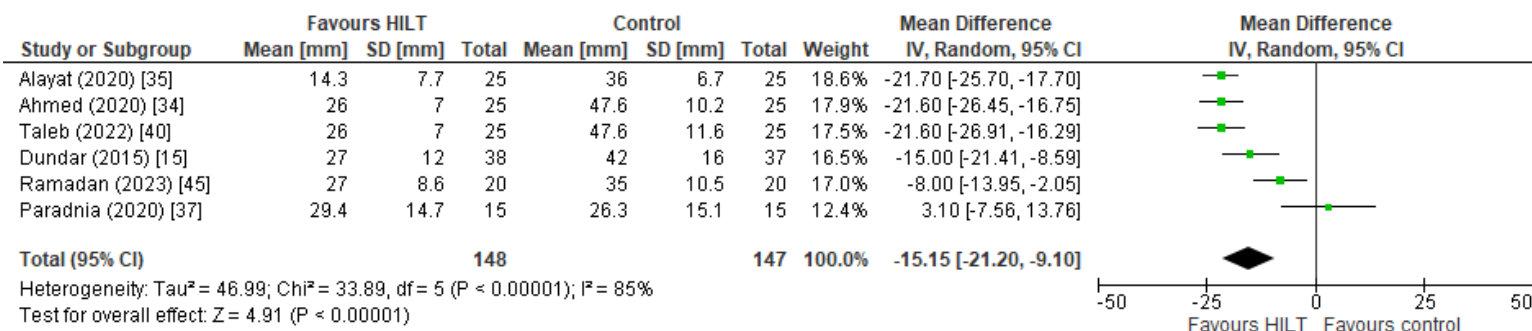 Favours HILT Control Mean Difference Mean Difference
Study or Subgroup Mean [mm] SD [mm] Total Mean [mm] SD [mm] Total Weight IV, Random, 95% CI IV, Random, 95% CI
Alayat (2020) [35] 14.3 7.7 25 36 6.7 25 18.6% -21.70 [-25.70, -17.70]
Ahmed (2020) [34] 26 7 25 47.6 10.2 25 17.9% -21.60 [-26.45, -16.75]
Taleb (2022) [40] 26 7 25 47.6 11.6 25 17.5% -21.60 [-26.91, -16.29]
Dundar (2015) [15] 27 12 38 42 16 37 16.5% -15.00 [-21.41, -8.59]
Ramadan (2023) [45] 27 8.6 20 35 10.5 20 17.0% -8.00 [-13.95, -2.05]
Paradnia (2020) [37] 29.4 14.7 15 26.3 15.1 15 12.4% 3.10 [-7.56, 13.76]
Total (95% CI) 148 147 100.0% -15.15 [-21.20, -9.10]
Heterogeneity: Tau² = 46.99; Chi² = 33.89, df = 5 (P < 0.00001); I² = 85%
Test for overall effect: Z = 4.91 (P < 0.00001)
-50 -25 0 25 50
Favours HILT Favours control